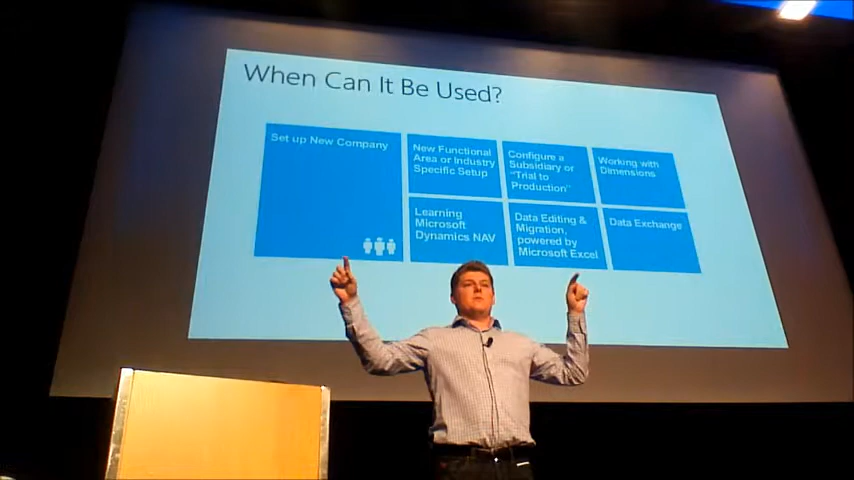 When Can It Be Used?
Set up New Company
New Functional
Area or Industry
Specific Setup
Configure a
Subsidiary or
"Trial to
Production"
Working with
Dimensions
Learning
Microsoft
Dynamics NAV
Data Editing &
Migration,
powered by
Microsoft Excel
Data Exchange